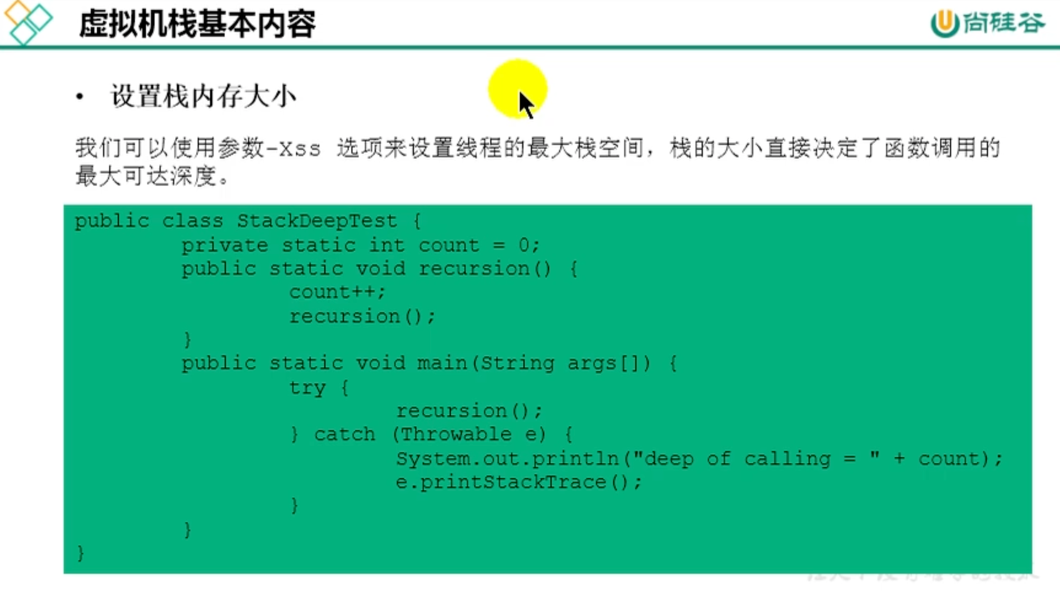 虚拟机栈基本内容
尚硅谷
• 设置栈内存大小
我们可以使用参数-Xss 选项来设置线程的最大栈空间，栈的大小直接决定了函数调用的
最大可达深度。
public class StackDeepTest {
private static int count = 0;
public static void recursion() {
count++;
recursion();
}
public static void main(String args[]) {
try {
recursion();
} catch (Throwable e) {
System.out.println("deep of calling = " + count);
e.printStackTrace();
}
}
}